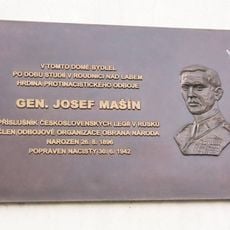 V TOMTO DOMĚ BYDLEL
PO DOBU STUDIÍ V ROUDNICI NAD LABEM
HRDINA PROTINACISTICKÉHO ODBOJE
GEN. JOSEF MAŠÍN
PŘÍSLUŠNÍK ČESKOSLOVENSKÝCH LEGIÍ V RUSKU
ČLEN ODBOJOVÉ ORGANIZACE OBRANA NÁRODA
NAROZEN 26. 8. 1896
POPRAVEN NACISTY 30. 6. 1942